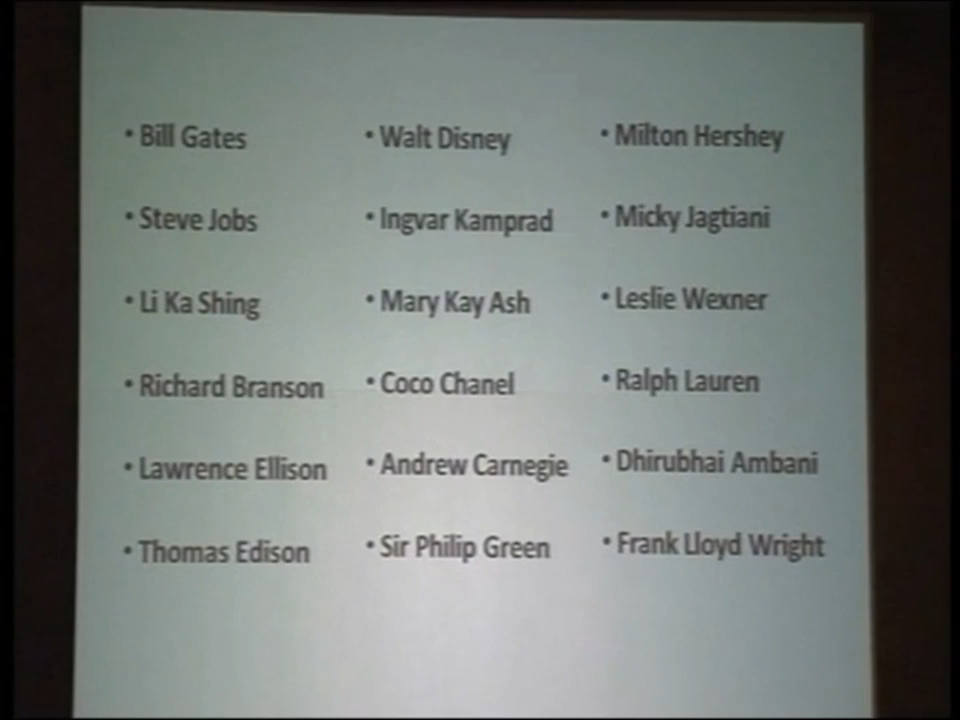 • Bill Gates
• Steve Jobs
• Li Ka Shing
• Richard Branson
• Lawrence Ellison
• Thomas Edison
• Walt Disney
• Ingvar Kamprad
• Mary Kay Ash
• Coco Chanel
• Andrew Carnegie
• Sir Philip Green
• Milton Hershey
• Micky Jagtiani
• Leslie Wexner
• Ralph Lauren
• Dhirubhai Ambani
• Frank Lloyd Wright